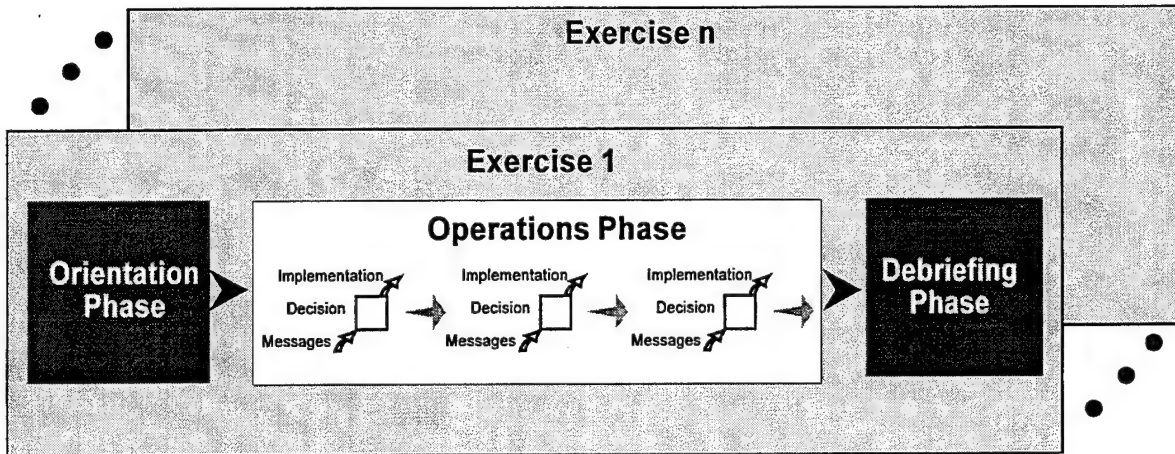 Exercise n
Exercise 1
Orientation
Phase
Operations Phase
Implementation
Decision
Messages
Implementation
Decision
Messages
Implementation
Decision
Messages
Debriefing
Phase